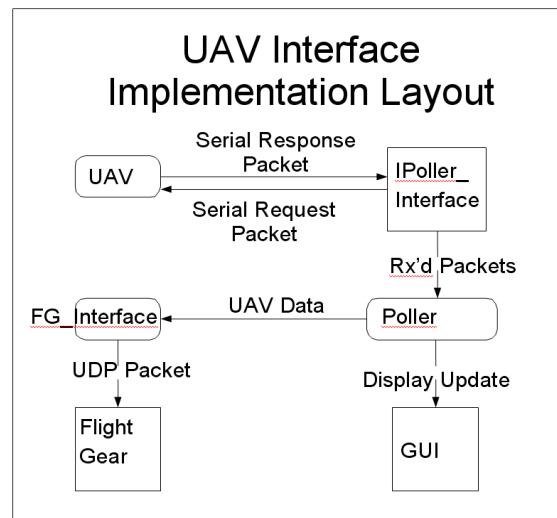 UAV Interface
Implementation Layout
Serial Response
Packet
UAV
IPoller_
Interface
Serial Request
Packet
Rx'd Packets
FG_Interface
UAV Data
Poller
UDP Packet
Display Update
Flight
Gear
GUI